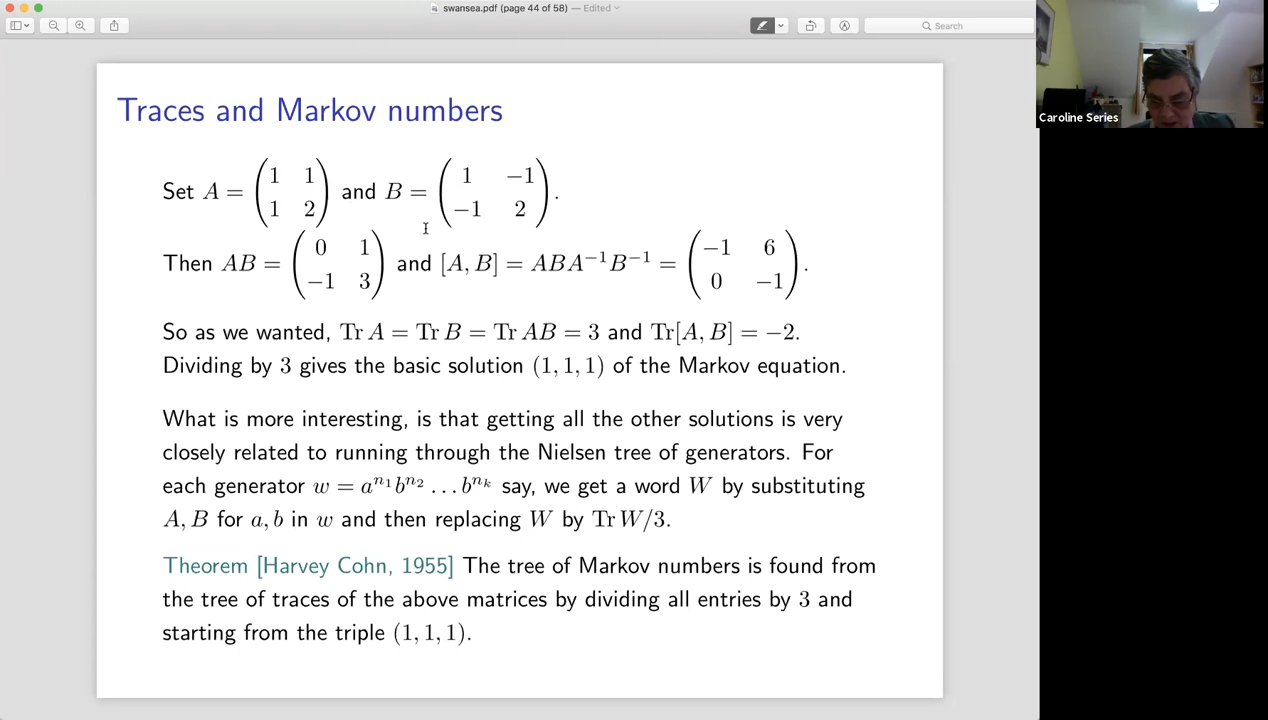 swansea.pdf (page 44 of 58) — Edited
Search
Caroline Series
Traces and Markov numbers
Set A = (1 1; 1 2) and B = (1 −1; −1 2).
Then AB = (0 1; −1 3) and [A, B] = ABA⁻¹B⁻¹ = (−1 6; 0 −1).
So as we wanted, Tr A = Tr B = Tr AB = 3 and Tr[A, B] = −2.
Dividing by 3 gives the basic solution (1, 1, 1) of the Markov equation.
What is more interesting, is that getting all the other solutions is very
closely related to running through the Nielsen tree of generators. For
each generator w = a^{n₁}b^{n₂} … b^{nₖ} say, we get a word W by substituting
A, B for a, b in w and then replacing W by Tr W/3.
Theorem [Harvey Cohn, 1955] The tree of Markov numbers is found from
the tree of traces of the above matrices by dividing all entries by 3 and
starting from the triple (1, 1, 1).